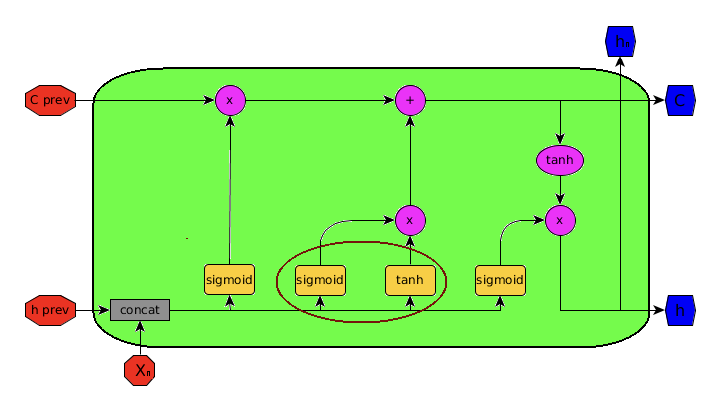 hₙ
C prev
x
+
C
tanh
x
x
sigmoid
sigmoid
tanh
sigmoid
h prev
concat
h
Xₙ